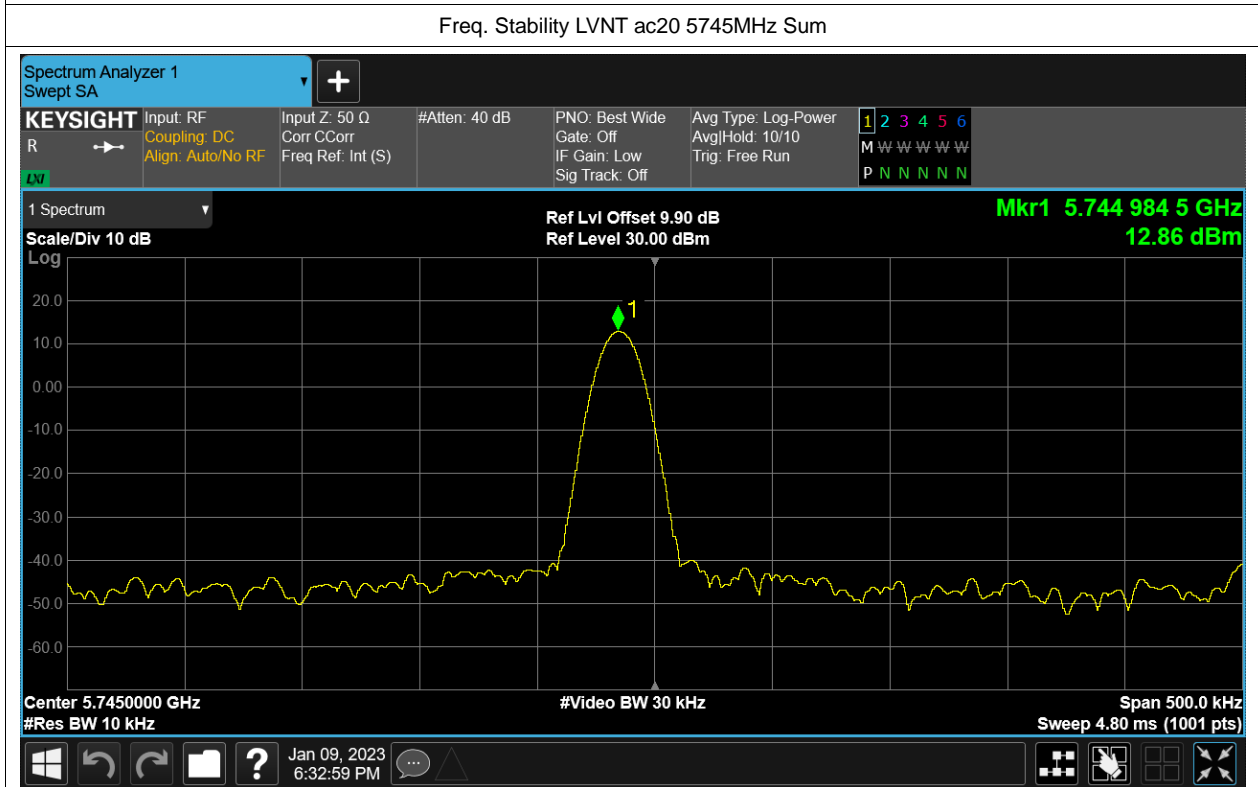 Freq. Stability LVNT ac20 5745MHz Sum
Spectrum Analyzer 1
Swept SA
+
KEYSIGHT
R
LXI
Input: RF
Coupling: DC
Align: Auto/No RF
Input Z: 50 Ω
Corr CCorr
Freq Ref: Int (S)
#Atten: 40 dB
PNO: Best Wide
Gate: Off
IF Gain: Low
Sig Track: Off
Avg Type: Log-Power
Avg|Hold: 10/10
Trig: Free Run
1 2 3 4 5 6
M W W W W W
P N N N N N
1 Spectrum
Scale/Div 10 dB
Ref Lvl Offset 9.90 dB
Ref Level 30.00 dBm
Mkr1 5.744 984 5 GHz
12.86 dBm
Log
20.0
10.0
0.00
-10.0
-20.0
-30.0
-40.0
-50.0
-60.0
1
Center 5.7450000 GHz
#Res BW 10 kHz
#Video BW 30 kHz
Span 500.0 kHz
Sweep 4.80 ms (1001 pts)
?
Jan 09, 2023
6:32:59 PM